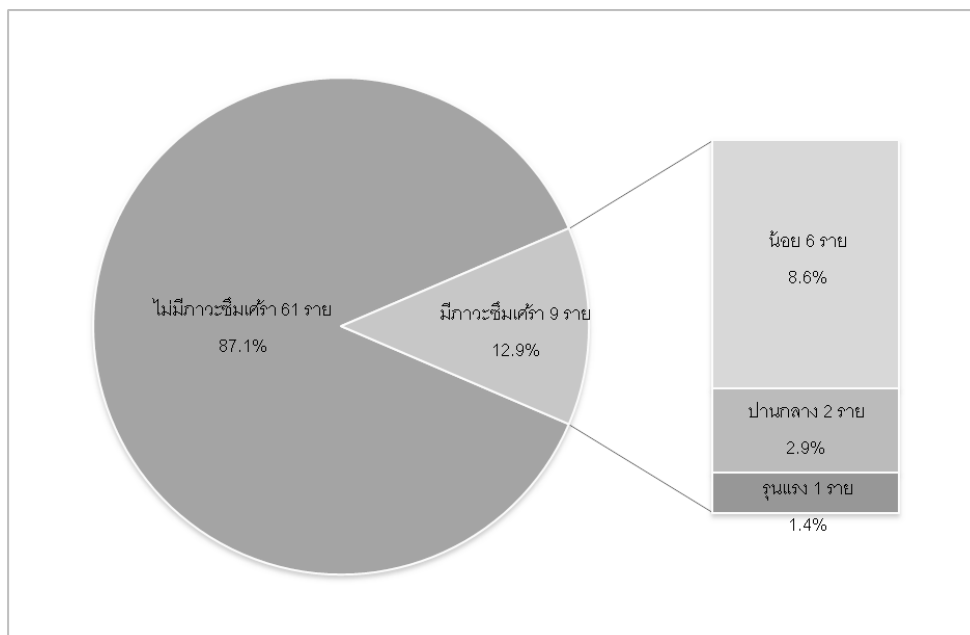 ไม่มีภาวะซึมเศร้า 61 ราย
87.1%
มีภาวะซึมเศร้า 9 ราย
12.9%
น้อย 6 ราย
8.6%
ปานกลาง 2 ราย
2.9%
รุนแรง 1 ราย
1.4%